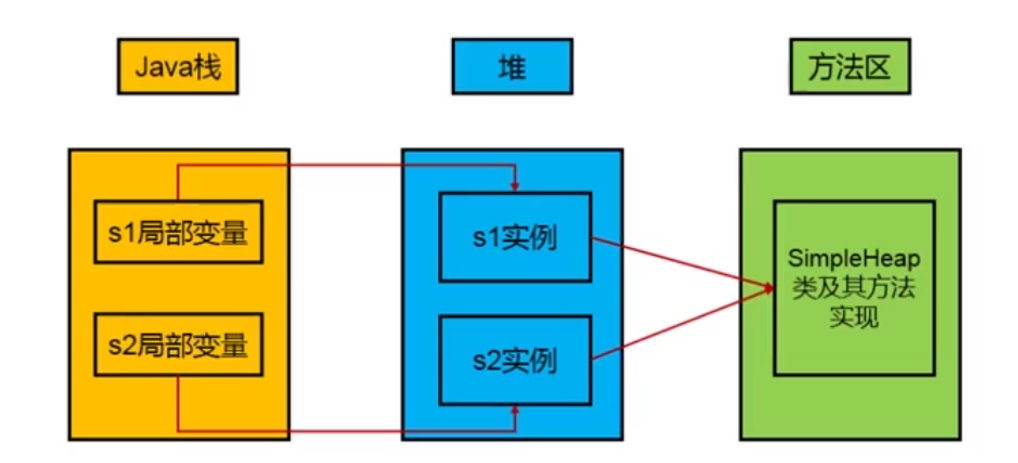 Java栈
堆
方法区
s1局部变量
s1实例
SimpleHeap
类及其方法
实现
s2局部变量
s2实例